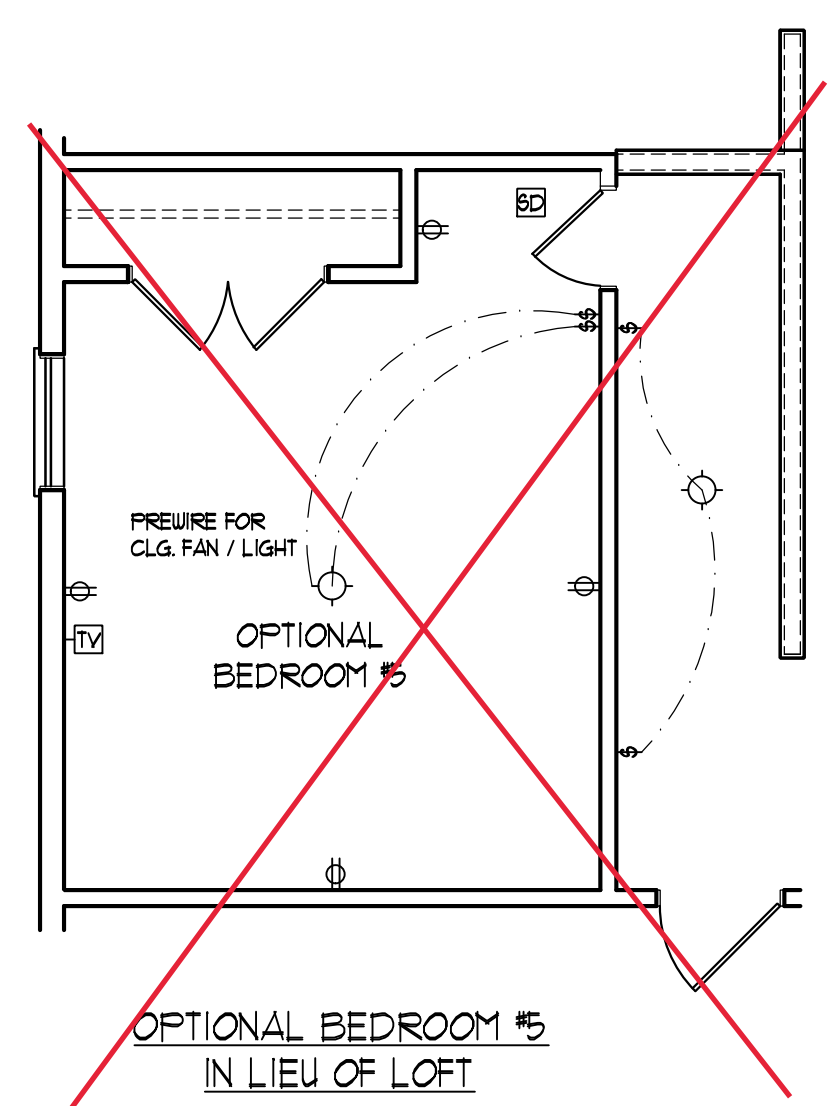 SD
$
$
$
PREWIRE FOR
CLG. FAN / LIGHT
TV
OPTIONAL
BEDROOM #5
$
OPTIONAL BEDROOM #5
IN LIEU OF LOFT